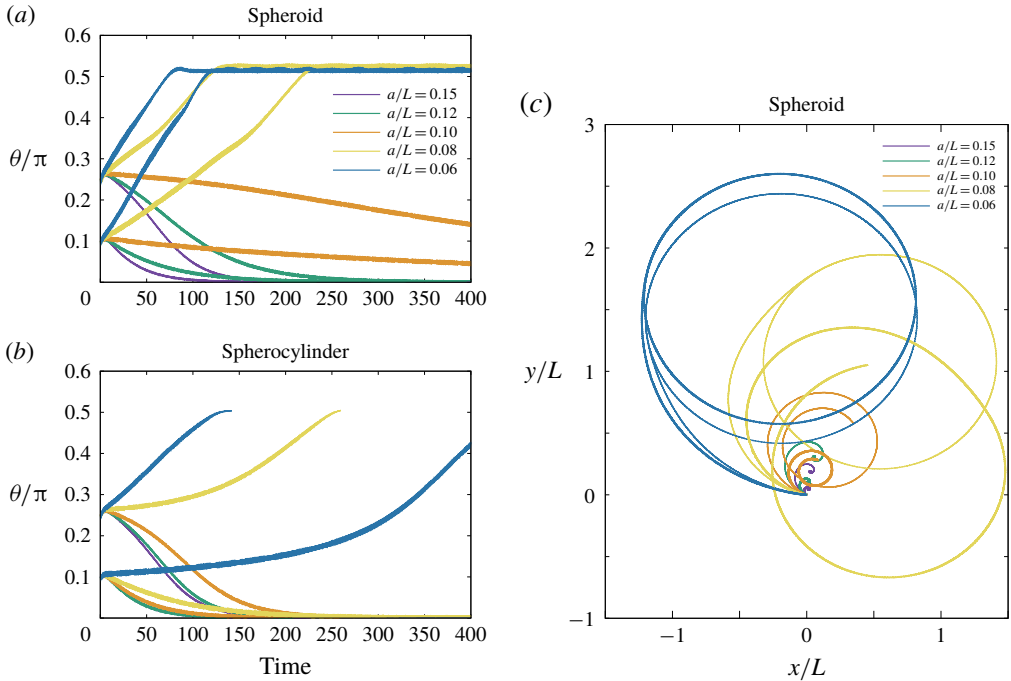 (a)
Spheroid
0.6
0.5
0.4
0.3
0.2
0.1
θ/π
a/L = 0.15
a/L = 0.12
a/L = 0.10
a/L = 0.08
a/L = 0.06
0 50 100 150 200 250 300 350 400
(b)
Spherocylinder
0.6
0.5
0.4
0.3
0.2
0.1
θ/π
0 50 100 150 200 250 300 350 400
Time
(c)
Spheroid
3
2
1
0
−1
y/L
a/L = 0.15
a/L = 0.12
a/L = 0.10
a/L = 0.08
a/L = 0.06
−1 0 1
x/L